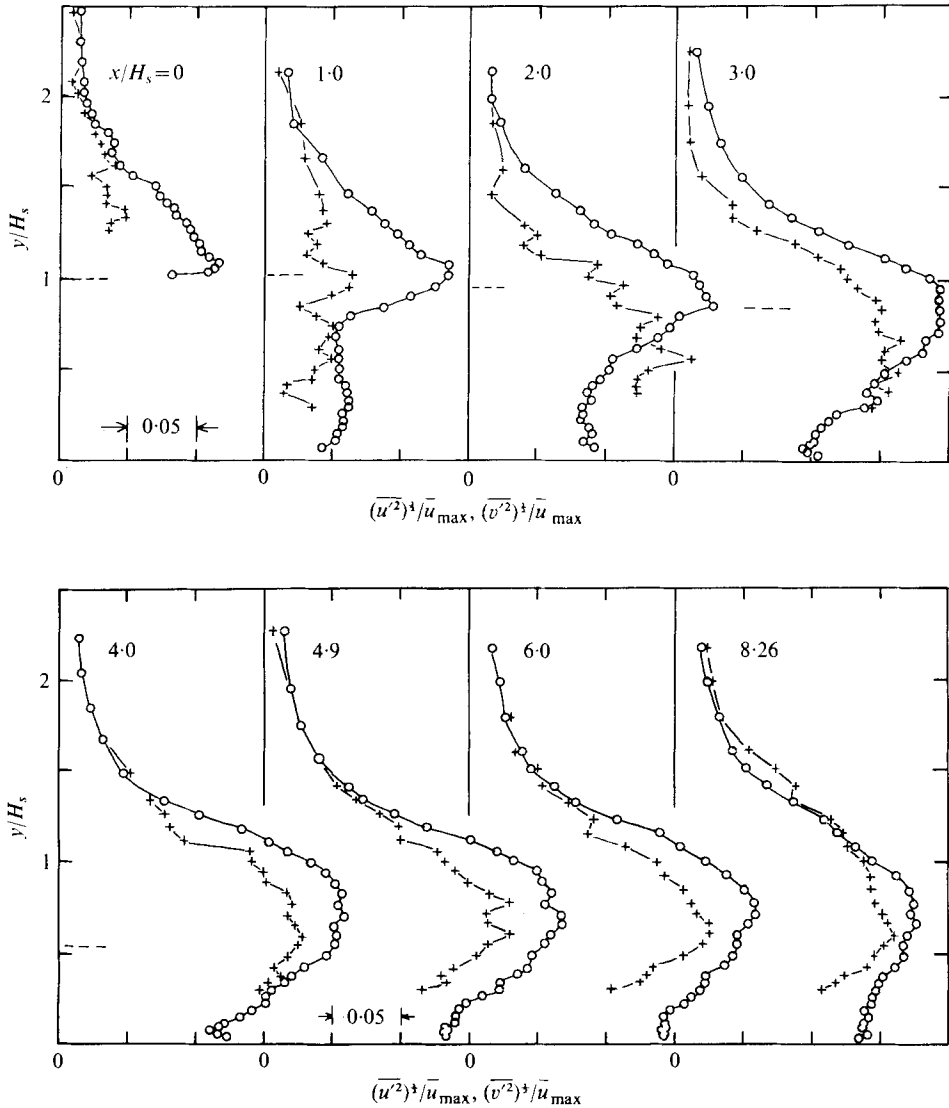 x/H_s = 0
1·0
2·0
3·0
2
1
y/H_s
0·05
0 0 0 0
(\overline{u'^2})^{½}/ū_max, (\overline{v'^2})^{½}/ū_max
4·0
4·9
6·0
8·26
2
1
y/H_s
0·05
0 0 0 0
(\overline{u'^2})^{½}/ū_max, (\overline{v'^2})^{½}/ū_max